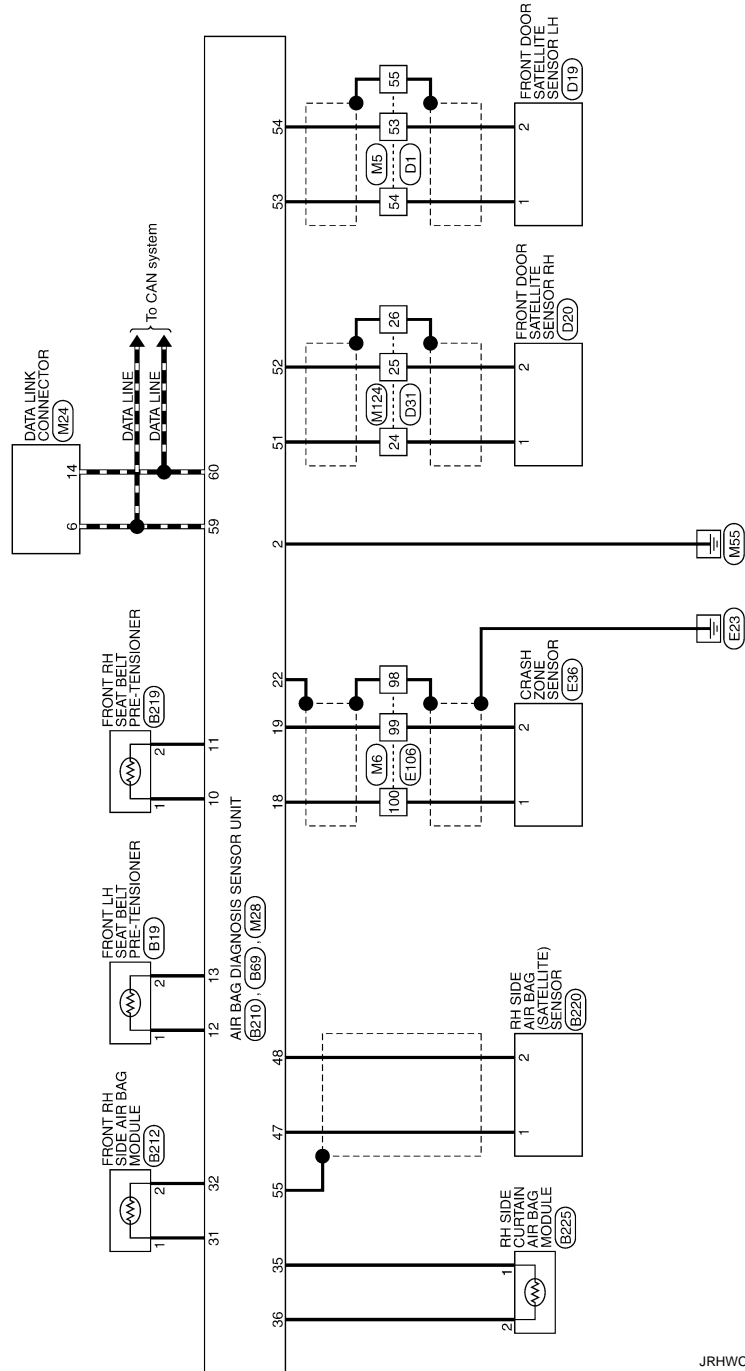 DATA LINK
CONNECTOR
M24
14
6
DATA LINE
DATA LINE
To CAN system
60
59
FRONT RH
SEAT BELT
PRE-TENSIONER
B219
2
1
11
10
FRONT LH
SEAT BELT
PRE-TENSIONER
B19
2
1
13
12
FRONT RH
SIDE AIR BAG
MODULE
B212
2
1
32
31
AIR BAG DIAGNOSIS SENSOR UNIT
B210 , B69 , M28
54
53
55
53
54
M5
D1
2
1
FRONT DOOR
SATELLITE
SENSOR LH
D19
52
51
26
25
24
M124
D31
2
1
FRONT DOOR
SATELLITE
SENSOR RH
D20
2
M55
E23
22
19
18
98
99
100
M6
E106
2
1
CRASH
ZONE
SENSOR
E36
48
47
55
2
1
RH SIDE
AIR BAG
(SATELLITE)
SENSOR
B220
35
36
1
2
RH SIDE
CURTAIN
AIR BAG
MODULE
B225